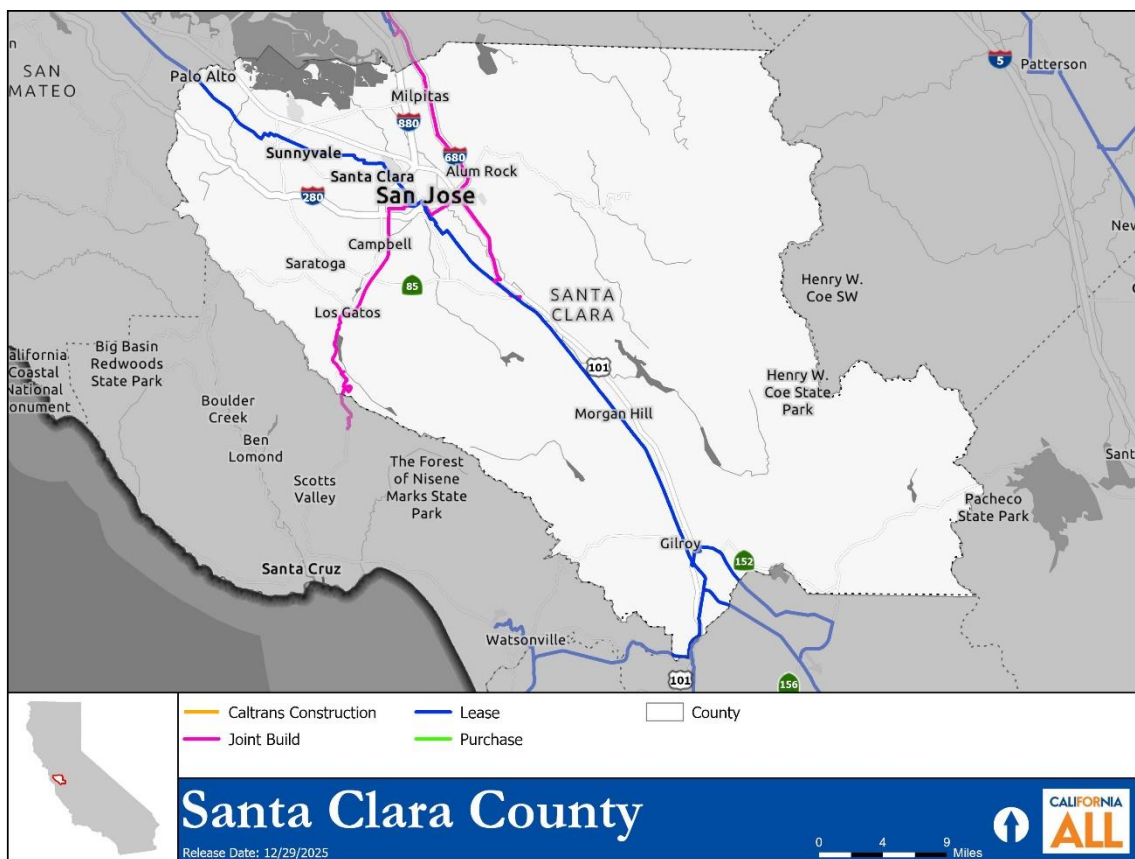 SAN
MATEO
Palo Alto
Milpitas
880
5
Patterson
Sunnyvale
680
Santa Clara
Alum Rock
280
San Jose
Campbell
Saratoga
85
SANTA
CLARA
Henry W.
Coe SW
Los Gatos
Big Basin
Redwoods
State Park
Coastal
National
101
Henry W.
Coe State
Park
Boulder
Creek
Morgan Hill
Ben
Lomond
The Forest
of Nisene
Marks State
Park
Scotts
Valley
Pacheco
State Park
Gilroy
152
Santa Cruz
Watsonville
101
156
Caltrans Construction
Lease
County
Joint Build
Purchase
Santa Clara County
Release Date: 12/29/2025
0 4 9
Miles
CALIFORNIA
ALL